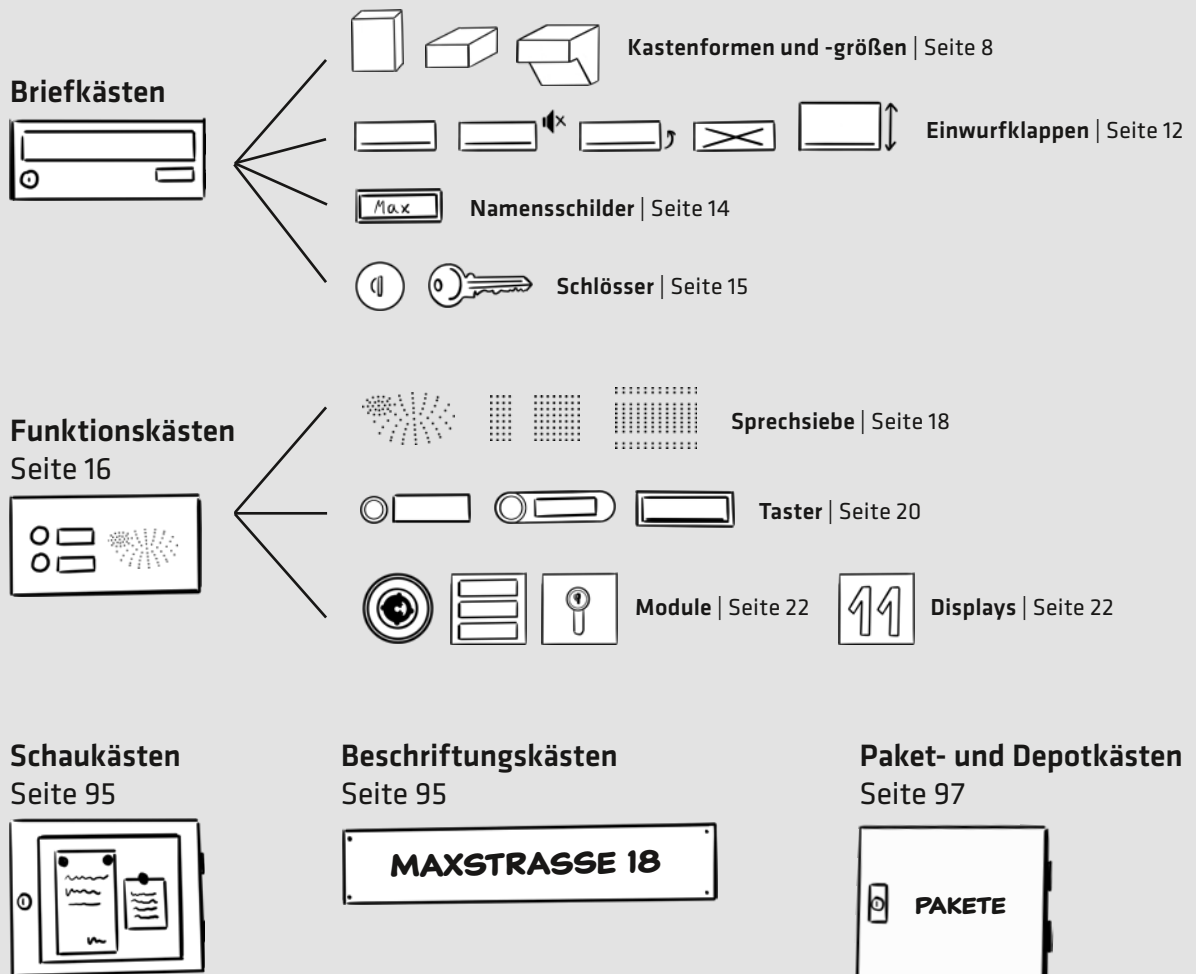 Briefkästen
Kastenformen und -größen | Seite 8
Einwurfklappen | Seite 12
Max
Namensschilder | Seite 14
Schlösser | Seite 15
Funktionskästen
Seite 16
Sprechsiebe | Seite 18
Taster | Seite 20
Module | Seite 22
11
Displays | Seite 22
Schaukästen
Seite 95
Beschriftungskästen
Seite 95
MAXSTRASSE 18
Paket- und Depotkästen
Seite 97
PAKETE